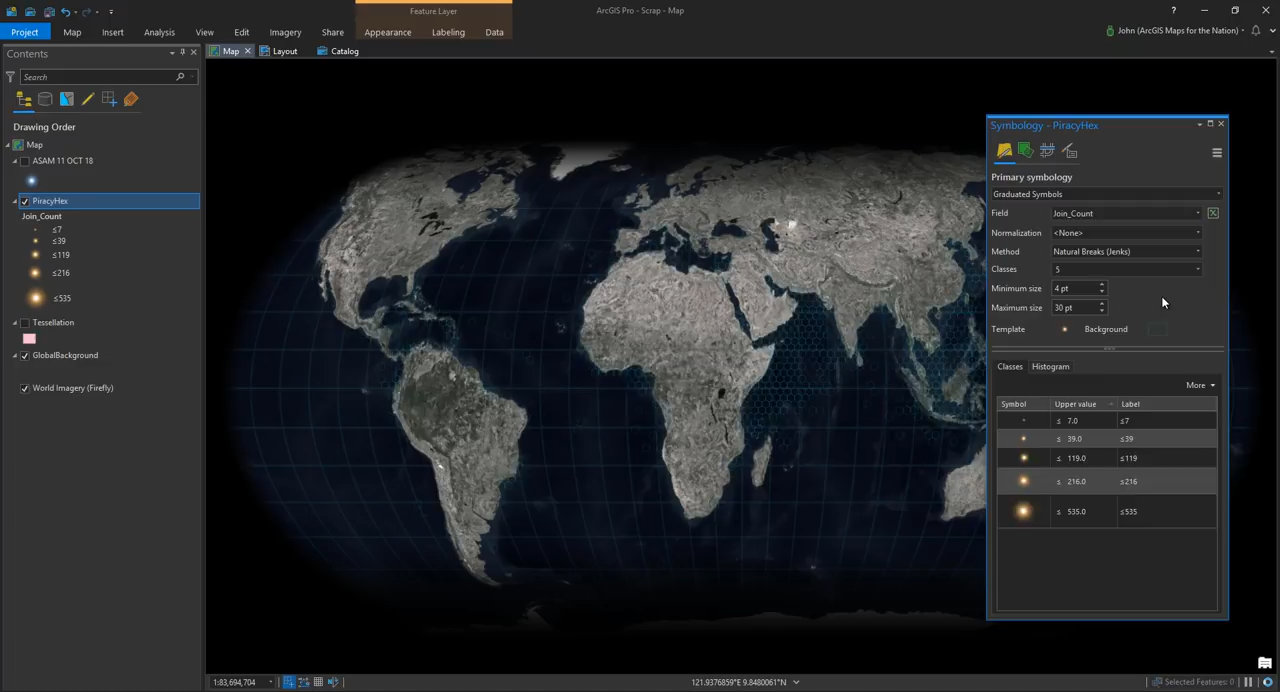 Feature Layer
ArcGIS Pro - Scrap - Map
?
Project Map Insert Analysis View Edit Imagery Share Appearance Labeling Data
John (ArcGIS Maps for the Nation)
Contents
Map Layout Catalog
Search
Drawing Order
Map
ASAM 11 OCT 18
PiracyHex
Join_Count
≤7
≤39
≤119
≤216
≤535
Tessellation
GlobalBackground
World Imagery (Firefly)
Symbology - PiracyHex
Primary symbology
Graduated Symbols
Field Join_Count
Normalization <None>
Method Natural Breaks (Jenks)
Classes 5
Minimum size 4 pt
Maximum size 30 pt
Template Background
Classes Histogram
More
Symbol Upper value Label
≤ 7.0 ≤7
≤ 39.0 ≤39
≤ 119.0 ≤119
≤ 216.0 ≤216
≤ 535.0 ≤535
1:83,694,704
121.9376859°E 9.8480061°N
Selected Features: 0